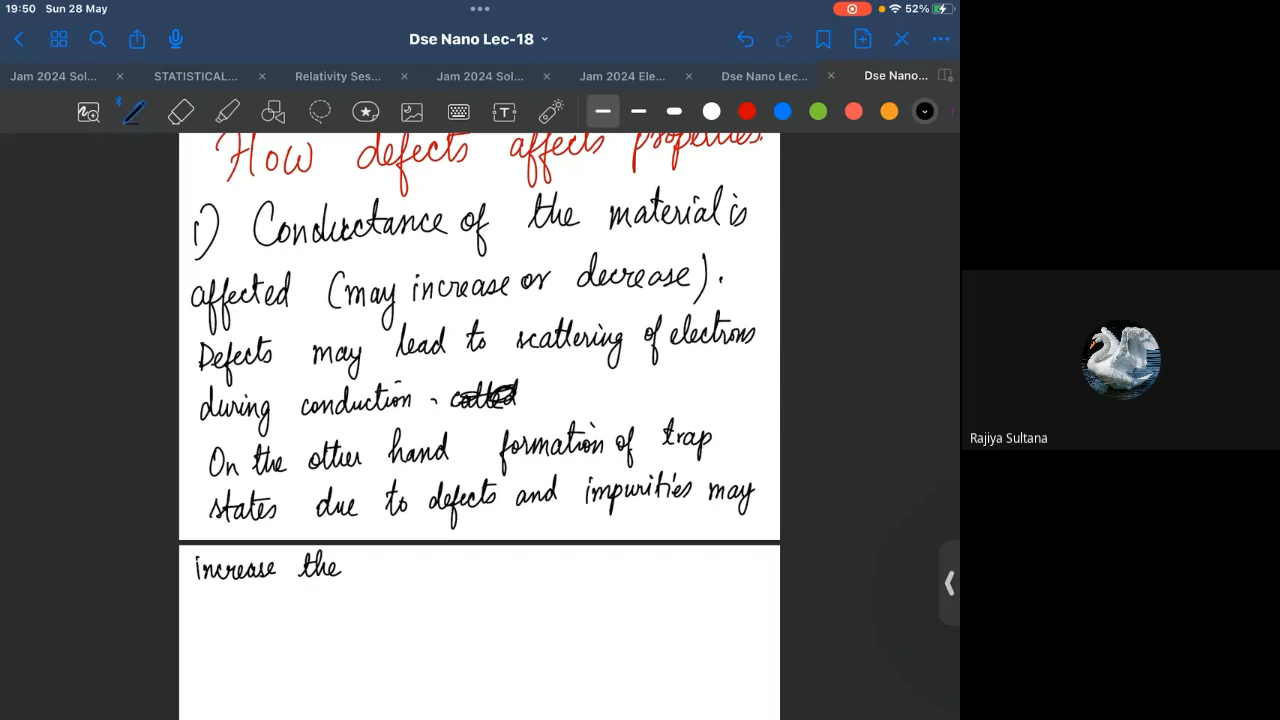 19:50 Sun 28 May
52%
Dse Nano Lec-18
Jam 2024 Sol...
STATISTICAL...
Relativity Ses...
Jam 2024 Sol...
Jam 2024 Ele...
Dse Nano Lec...
Dse Nano...
How defects affects properties.
i) Conductance of the material is
affected (may increase or decrease).
Defects may lead to scattering of electrons
during conduction.
On the other hand formation of trap
states due to defects and impurities may
increase the
Rajiya Sultana